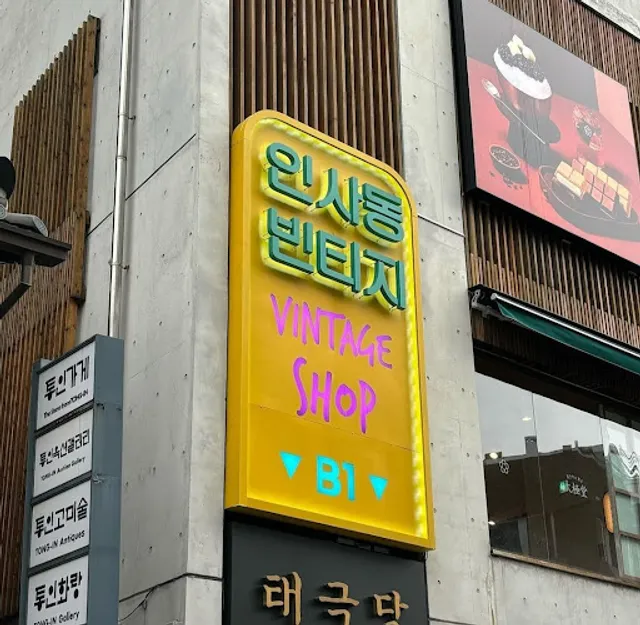 인사동
빈티지
VINTAGE
SHOP
▼ B1 ▼
태극당
통인가게
The Store from TONG-IN
통인옥션갤러리
TONG-IN Auction Gallery
통인고미술
TONG-IN Antiques
통인화랑
TONG-IN Gallery